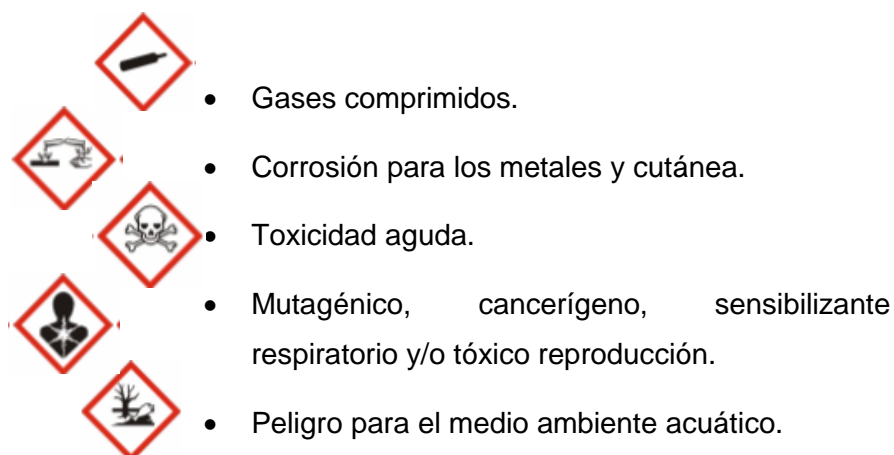 • Gases comprimidos.
• Corrosión para los metales y cutánea.
• Toxicidad aguda.
• Mutagénico, cancerígeno, sensibilizante
respiratorio y/o tóxico reproducción.
• Peligro para el medio ambiente acuático.